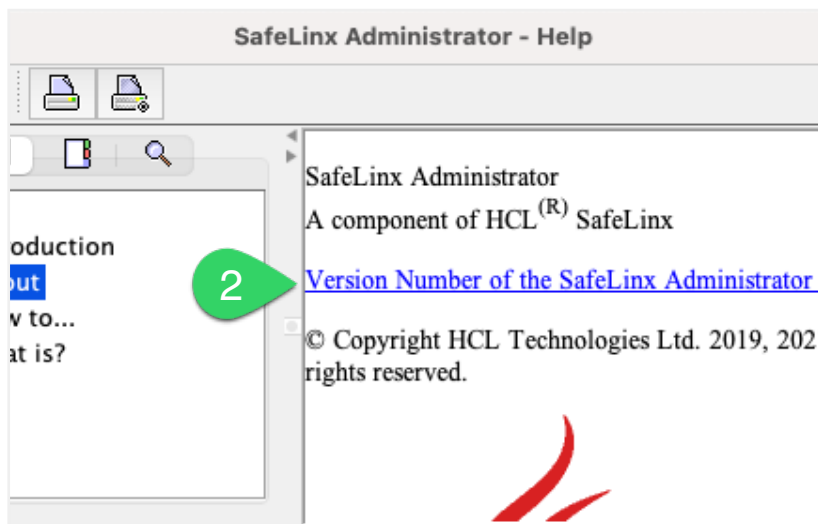 SafeLinx Administrator - Help
oduction
out
w to...
at is?
SafeLinx Administrator
A component of HCL(R) SafeLinx
2
Version Number of the SafeLinx Administrator
© Copyright HCL Technologies Ltd. 2019, 202
rights reserved.